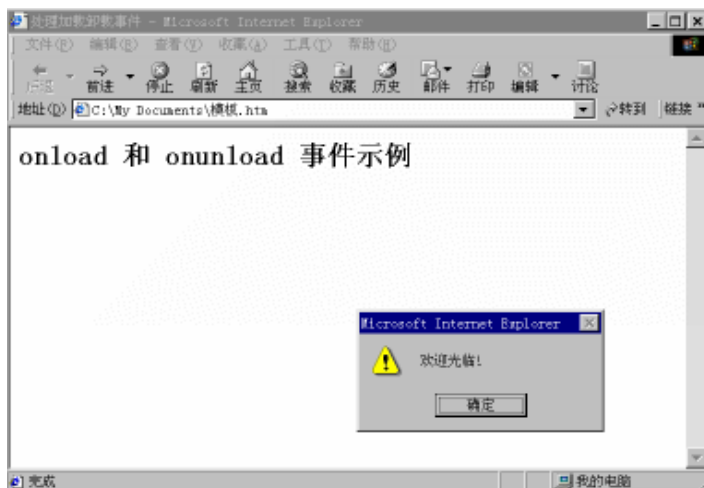 处理加载卸载事件 - Microsoft Internet Explorer
文件(F) 编辑(E) 查看(V) 收藏(A) 工具(T) 帮助(H)
后退 前进 停止 刷新 主页 搜索 收藏 历史 邮件 打印 编辑 讨论
地址(D) C:\My Documents\模板.htm 转到 链接 »
onload 和 onunload 事件示例
Microsoft Internet Explorer
欢迎光临!
确定
完成 我的电脑